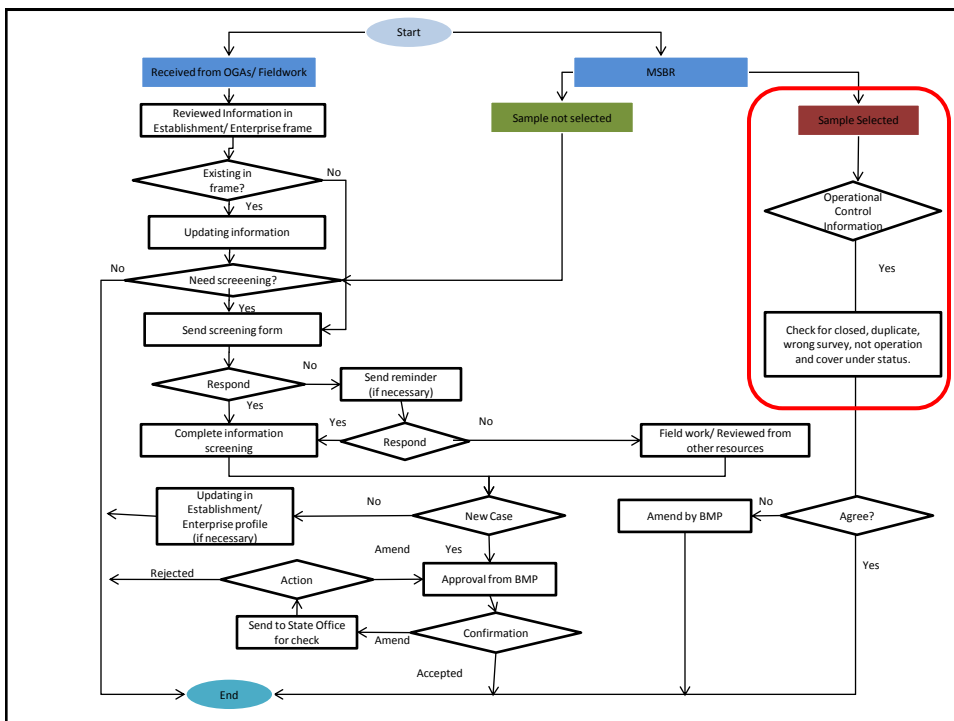 Start
Received from OGAs/ Fieldwork
MSBR
Reviewed Information in
Establishment/ Enterprise frame
Sample not selected
Sample Selected
Existing in
frame?
No
Yes
Operational
Control
Information
Updating information
Yes
No
Need screeening?
Yes
Send screening form
Check for closed, duplicate,
wrong survey, not operation
and cover under status.
No
Respond
Send reminder
(if necessary)
Yes
Complete information
screening
Yes
Respond
No
Field work/ Reviewed from
other resources
Updating in
Establishment/
Enterprise profile
(if necessary)
No
New Case
Amend by BMP
No
Agree?
Amend
Yes
Yes
Rejected
Action
Approval from BMP
Send to State Office
for check
Amend
Confirmation
Accepted
End